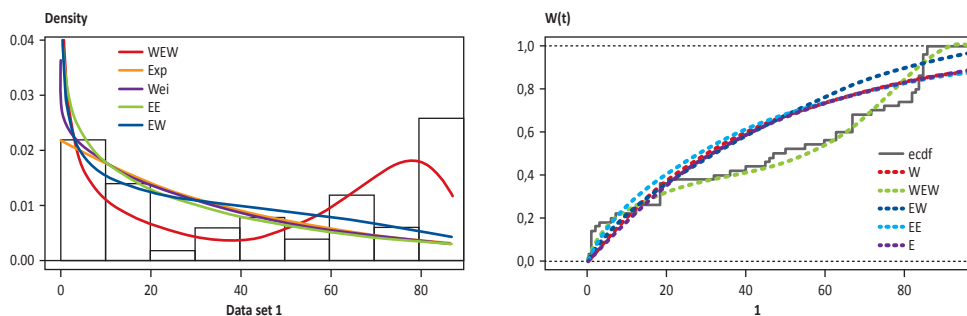 Density
0.04
0.03
0.02
0.01
0.00
WEW
Exp
Wei
EE
EW
0 20 40 60 80
Data set 1
W(t)
1,0
0,8
0,6
0,4
0,2
0,0
ecdf
W
WEW
EW
EE
E
0 20 40 60 80
1